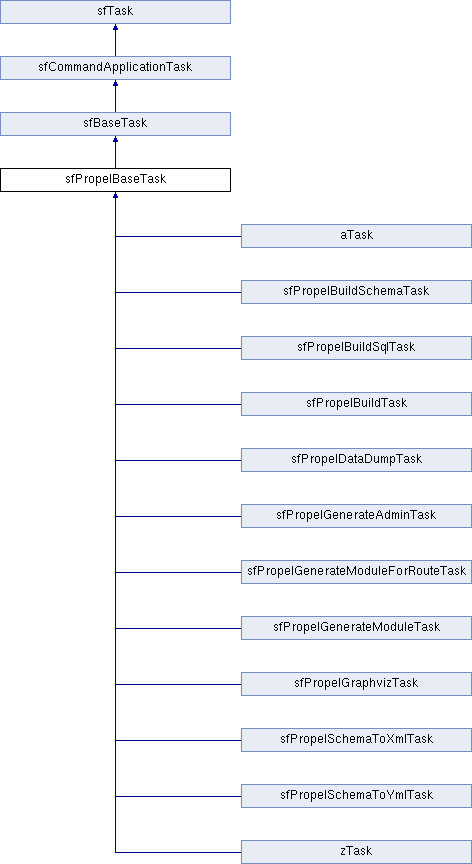 sfTask
sfCommandApplicationTask
sfBaseTask
sfPropelBaseTask
aTask
sfPropelBuildSchemaTask
sfPropelBuildSqlTask
sfPropelBuildTask
sfPropelDataDumpTask
sfPropelGenerateAdminTask
sfPropelGenerateModuleForRouteTask
sfPropelGenerateModuleTask
sfPropelGraphvizTask
sfPropelSchemaToXmlTask
sfPropelSchemaToYmlTask
zTask